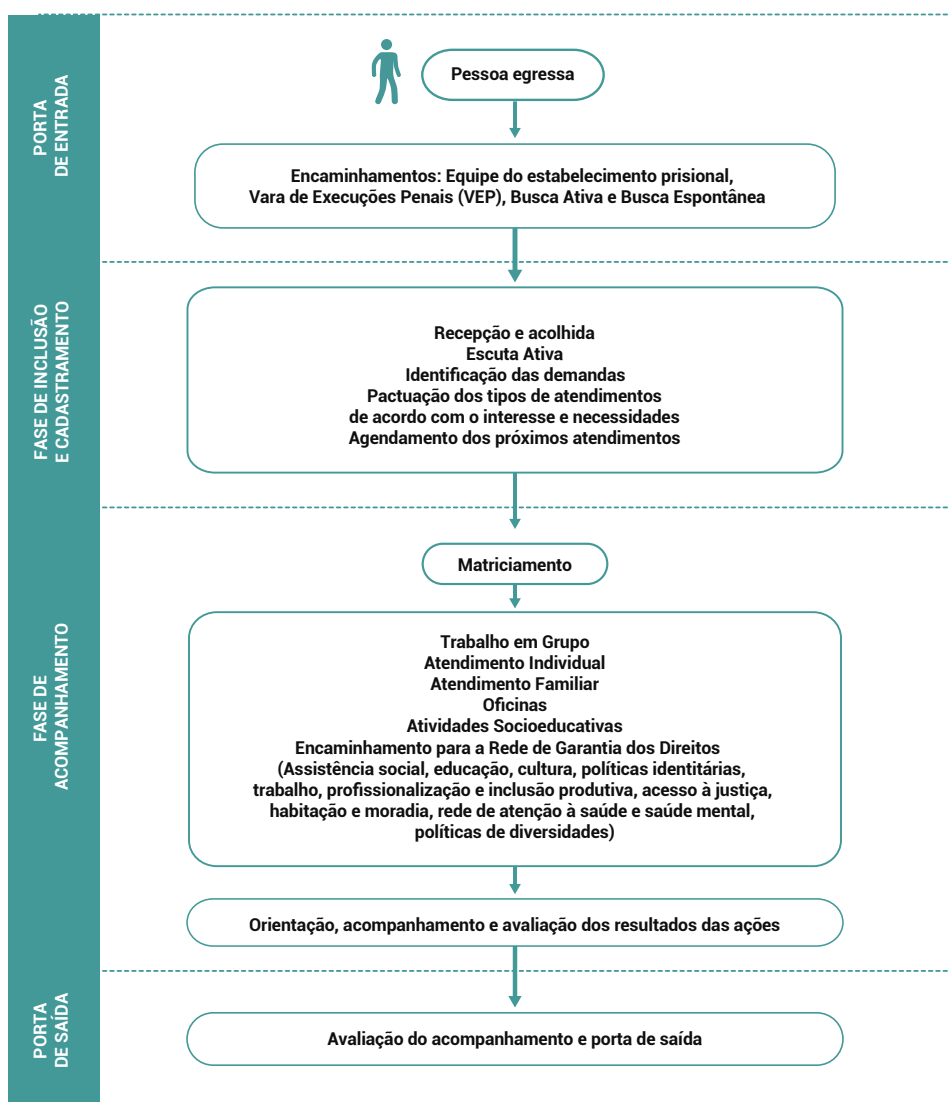 PORTA
DE ENTRADA
Pessoa egressa
Encaminhamentos: Equipe do estabelecimento prisional,
Vara de Execuções Penais (VEP), Busca Ativa e Busca Espontânea
FASE DE INCLUSÃO
E CADASTRAMENTO
Recepção e acolhida
Escuta Ativa
Identificação das demandas
Pactuação dos tipos de atendimentos
de acordo com o interesse e necessidades
Agendamento dos próximos atendimentos
FASE DE
ACOMPANHAMENTO
Matriciamento
Trabalho em Grupo
Atendimento Individual
Atendimento Familiar
Oficinas
Atividades Socioeducativas
Encaminhamento para a Rede de Garantia dos Direitos
(Assistência social, educação, cultura, políticas identitárias,
trabalho, profissionalização e inclusão produtiva, acesso à justiça,
habitação e moradia, rede de atenção à saúde e saúde mental,
políticas de diversidades)
Orientação, acompanhamento e avaliação dos resultados das ações
PORTA
DE SAÍDA
Avaliação do acompanhamento e porta de saída